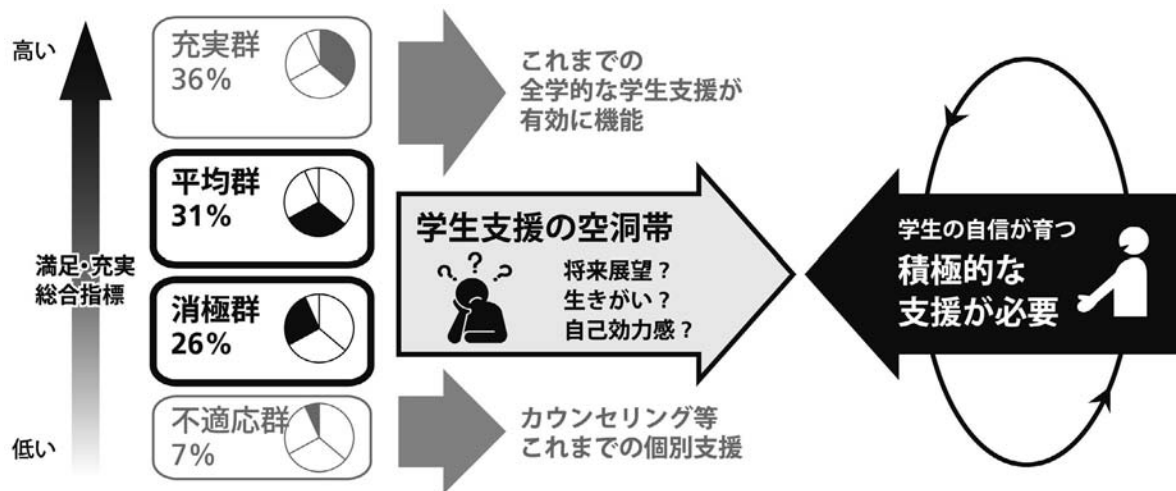 高い
満足・充実
総合指標
低い
充実群
36%
平均群
31%
消極群
26%
不適応群
7%
これまでの
全学的な学生支援が
有効に機能
学生支援の空洞帯
? ? ?
将来展望？
生きがい？
自己効力感？
カウンセリング等
これまでの個別支援
学生の自信が育つ
積極的な
支援が必要